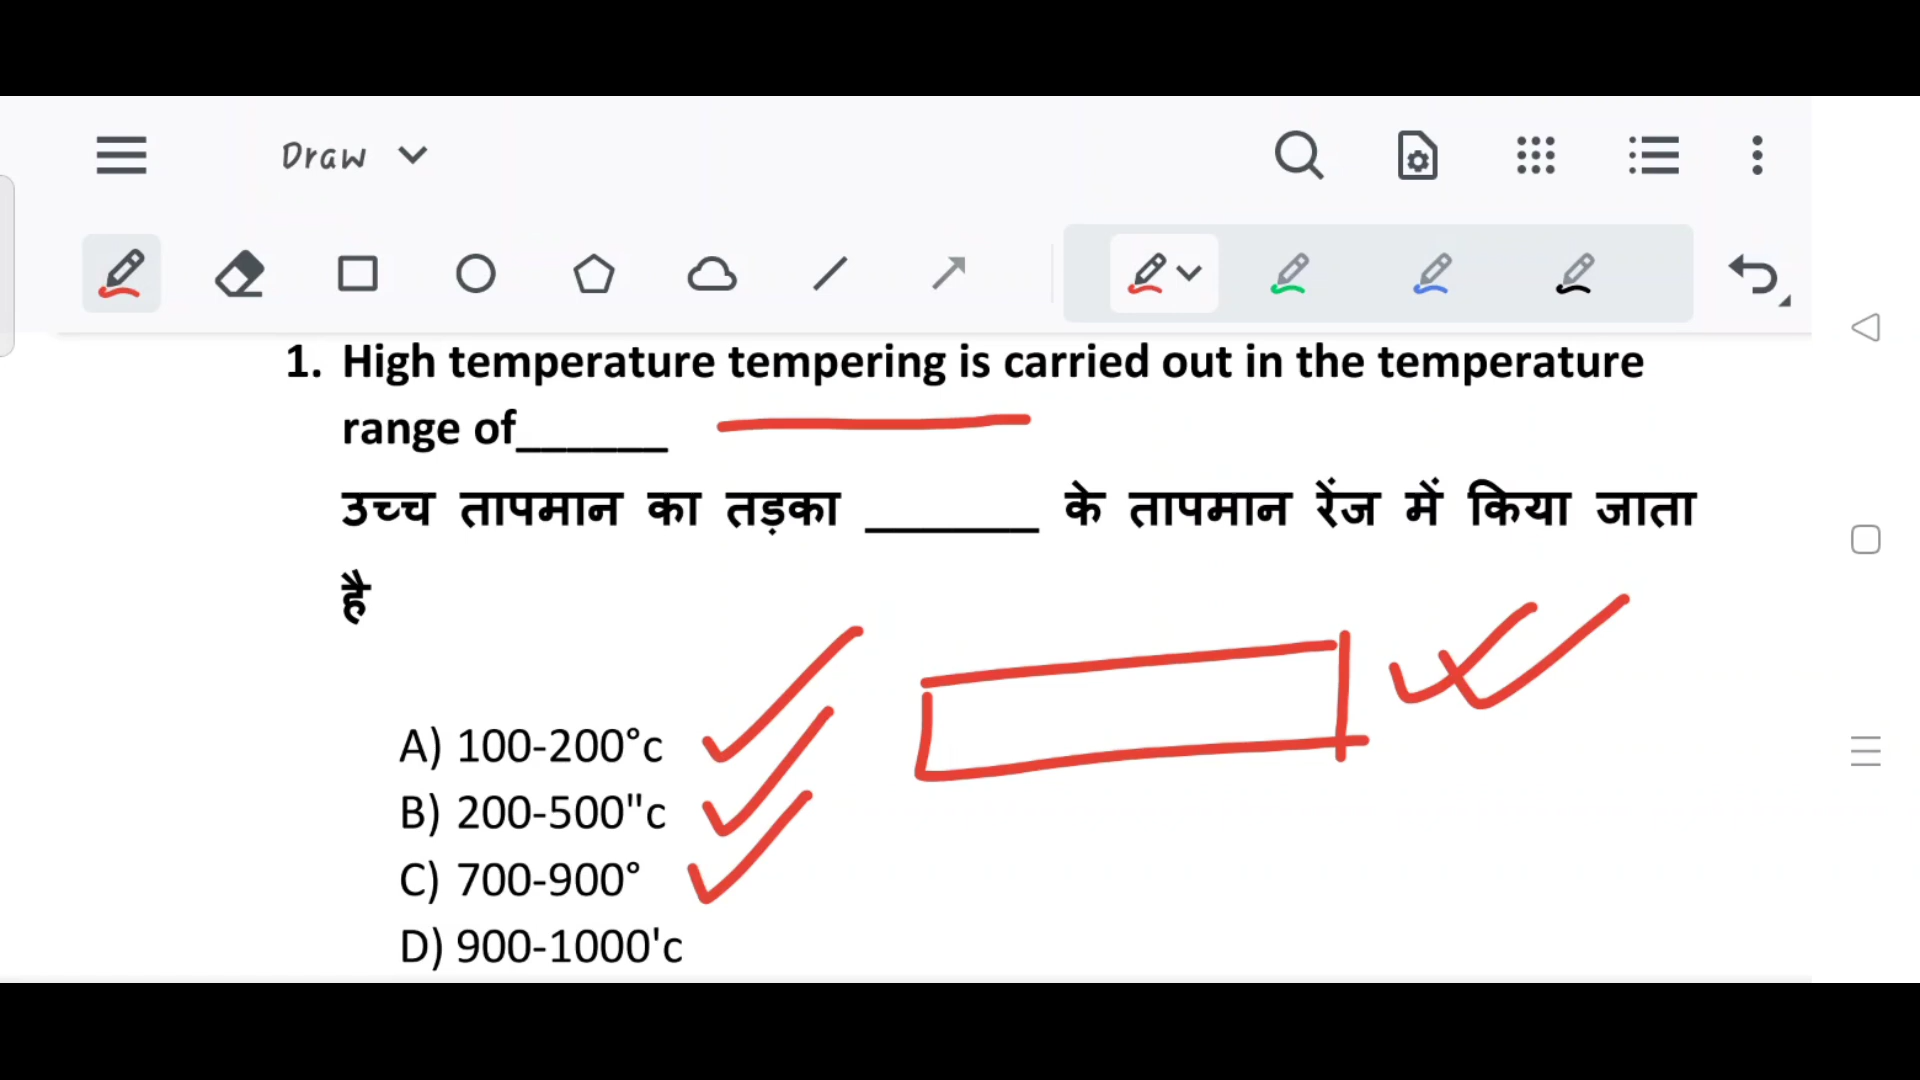 Draw
1. High temperature tempering is carried out in the temperature
range of______
उच्च तापमान का तड़का ______ के तापमान रेंज में किया जाता
है
A) 100-200°c
B) 200-500"c
C) 700-900°
D) 900-1000'c